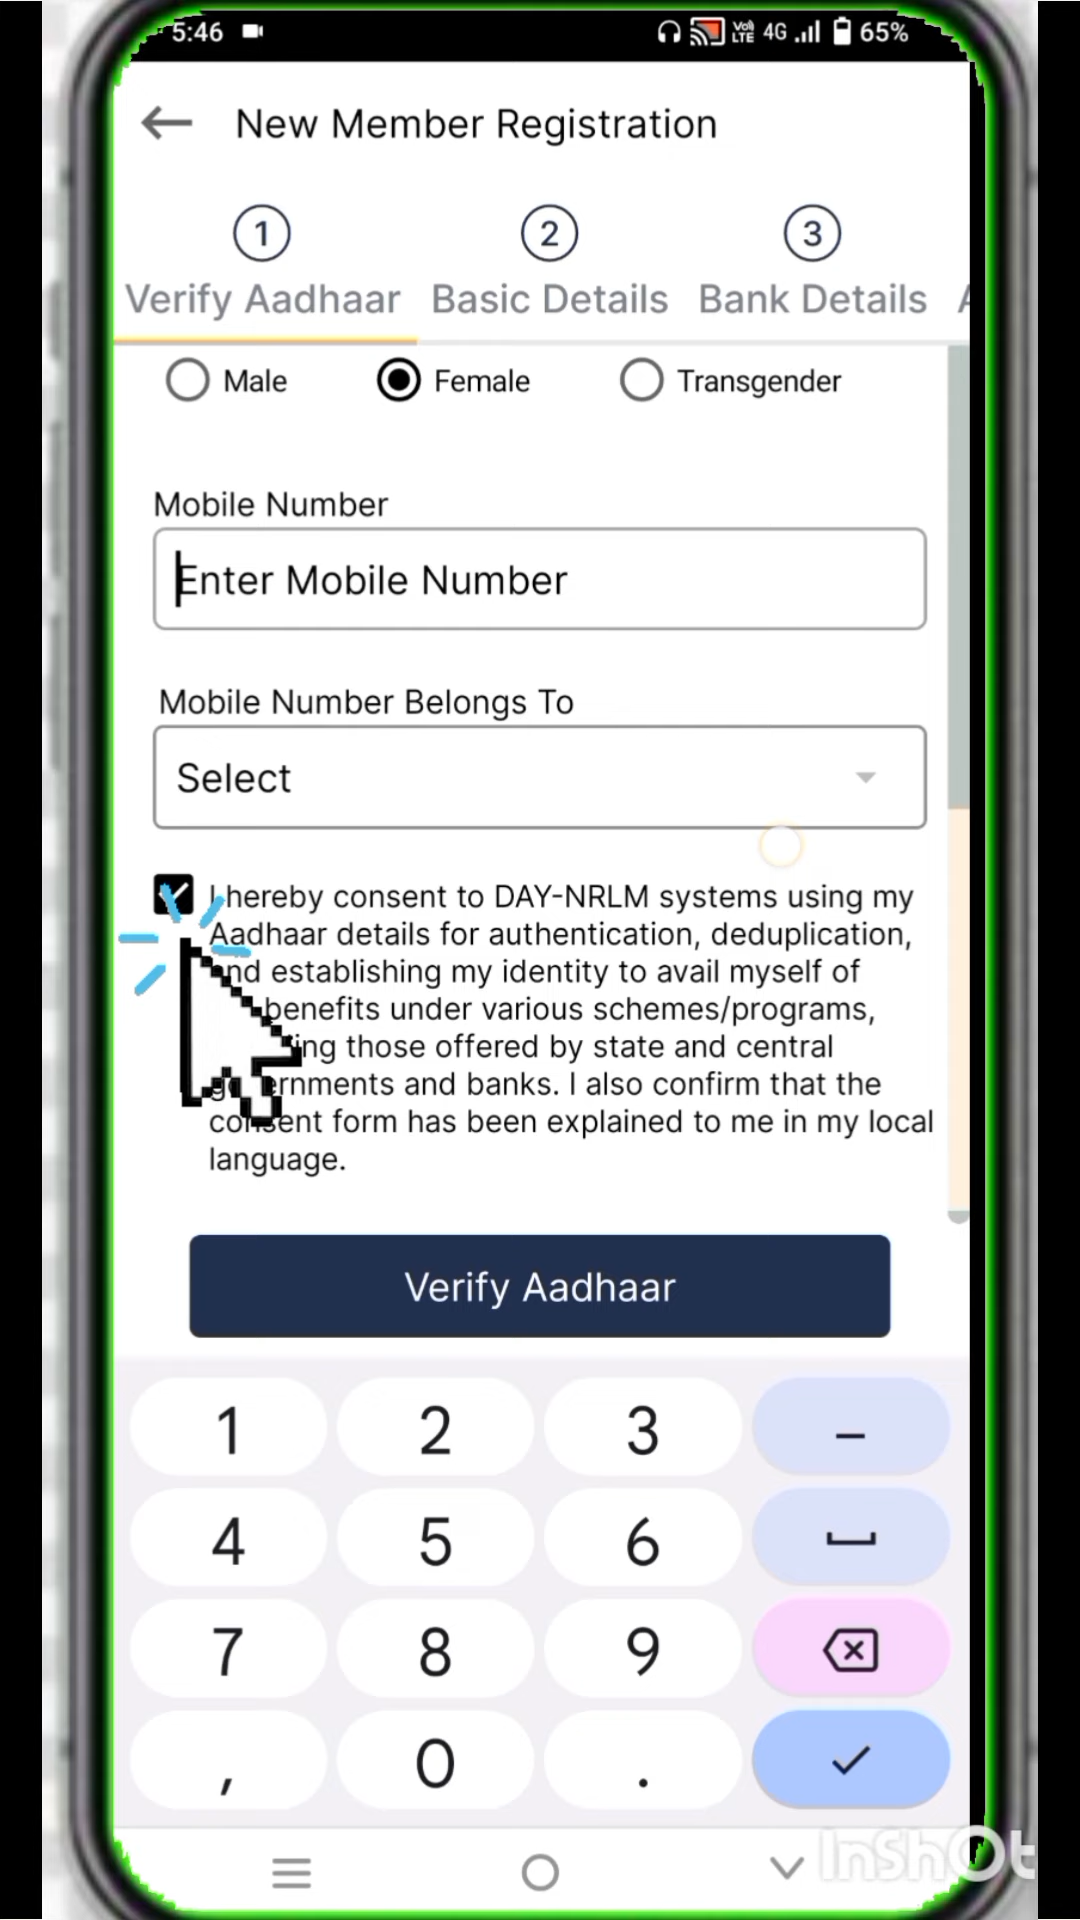 5:46 VoLTE 4G 65%
New Member Registration
1 2 3
Verify Aadhaar Basic Details Bank Details
Male Female Transgender
Mobile Number
Enter Mobile Number
Mobile Number Belongs To
Select
I hereby consent to DAY-NRLM systems using my
Aadhaar details for authentication, deduplication,
and establishing my identity to avail myself of
benefits under various schemes/programs,
those offered by state and central
governments and banks. I also confirm that the
consent form has been explained to me in my local
language.
Verify Aadhaar
1 2 3 –
4 5 6
7 8 9
, 0 .
InShOt